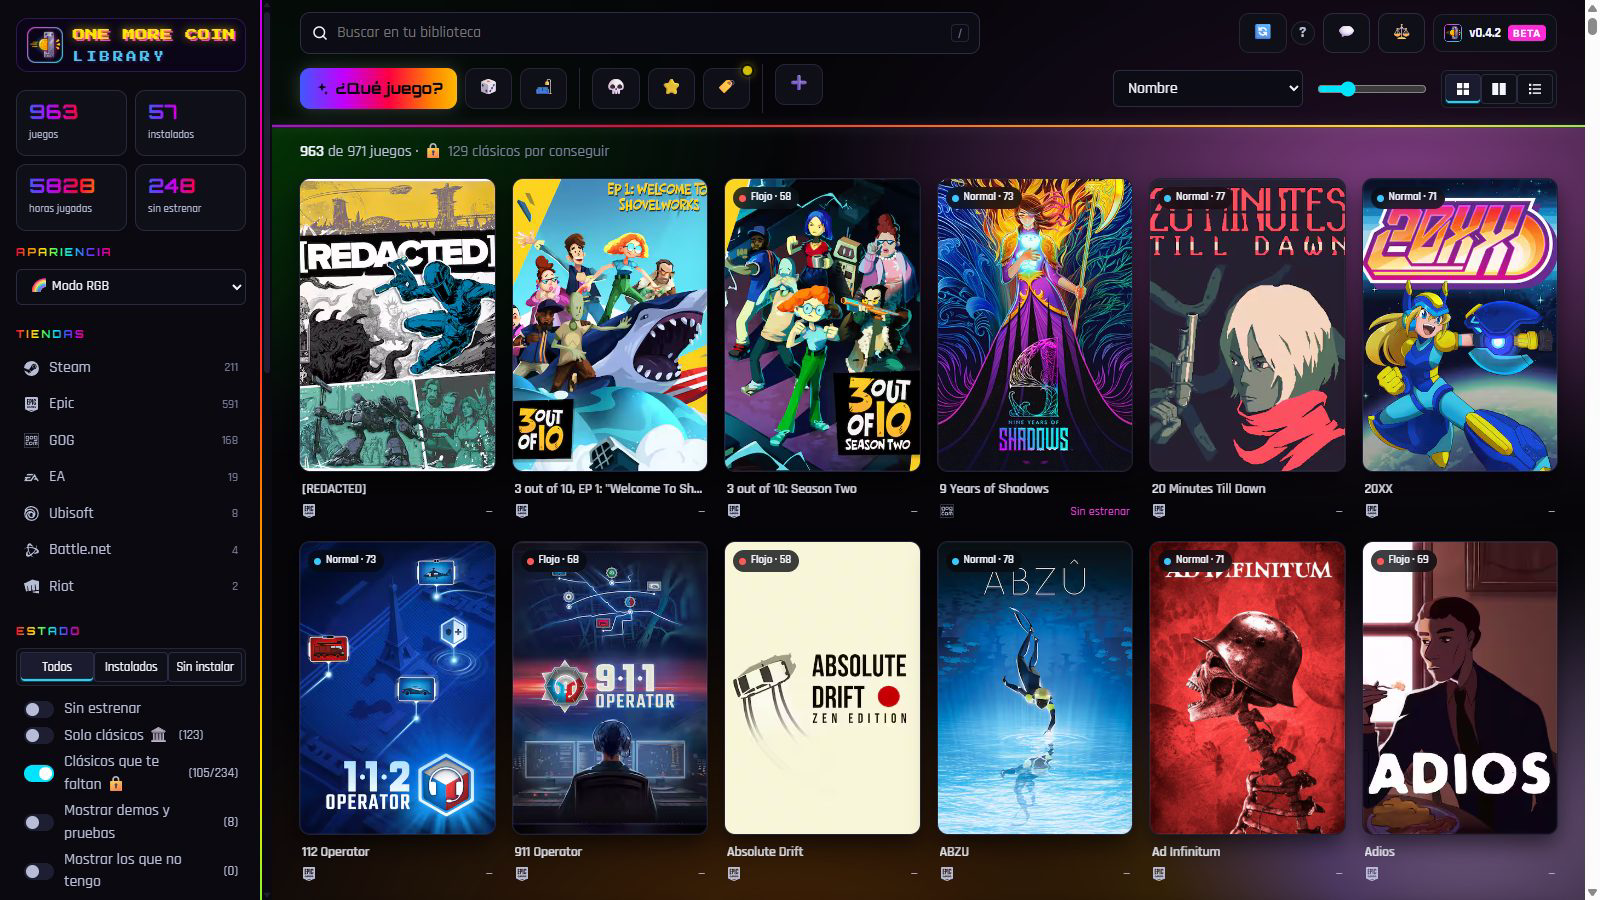 ONE MORE COIN
LIBRARY
963
juegos
57
instalados
5828
horas jugadas
248
sin estrenar
APARIENCIA
Modo RGB
TIENDAS
Steam 211
Epic 591
GOG 168
EA 19
Ubisoft 8
Battle.net 4
Riot 2
ESTADO
Todos Instalados Sin instalar
Sin estrenar
Solo clásicos (123)
Clásicos que te faltan (105/234)
Mostrar demos y pruebas (8)
Mostrar los que no tengo (0)
Buscar en tu biblioteca /
? v0.4.2 BETA
¿Qué juego?
Nombre
963 de 971 juegos · 129 clásicos por conseguir
[REDACTED]
EP 1: WELCOME TO
SHOVELWORKS
3 OUT
OF 10
Flojo · 58
3 OUT
OF 10
SEASON TWO
Normal · 73
NINE YEARS OF
SHADOWS
Normal · 77
20 MINUTES
TILL DAWN
Normal · 71
20XX
[REDACTED]
3 out of 10, EP 1: "Welcome To Sh...
3 out of 10: Season Two
9 Years of Shadows
20 Minutes Till Dawn
20XX
–
–
–
Sin estrenar
–
–
Normal · 73
112
OPERATOR
Flojo · 68
911
OPERATOR
Flojo · 58
ABSOLUTE
DRIFT
ZEN EDITION
Normal · 78
ABZÛ
Normal · 71
AD INFINITUM
Flojo · 69
ADIOS
112 Operator
911 Operator
Absolute Drift
ABZU
Ad Infinitum
Adios
–
–
–
–
–
–